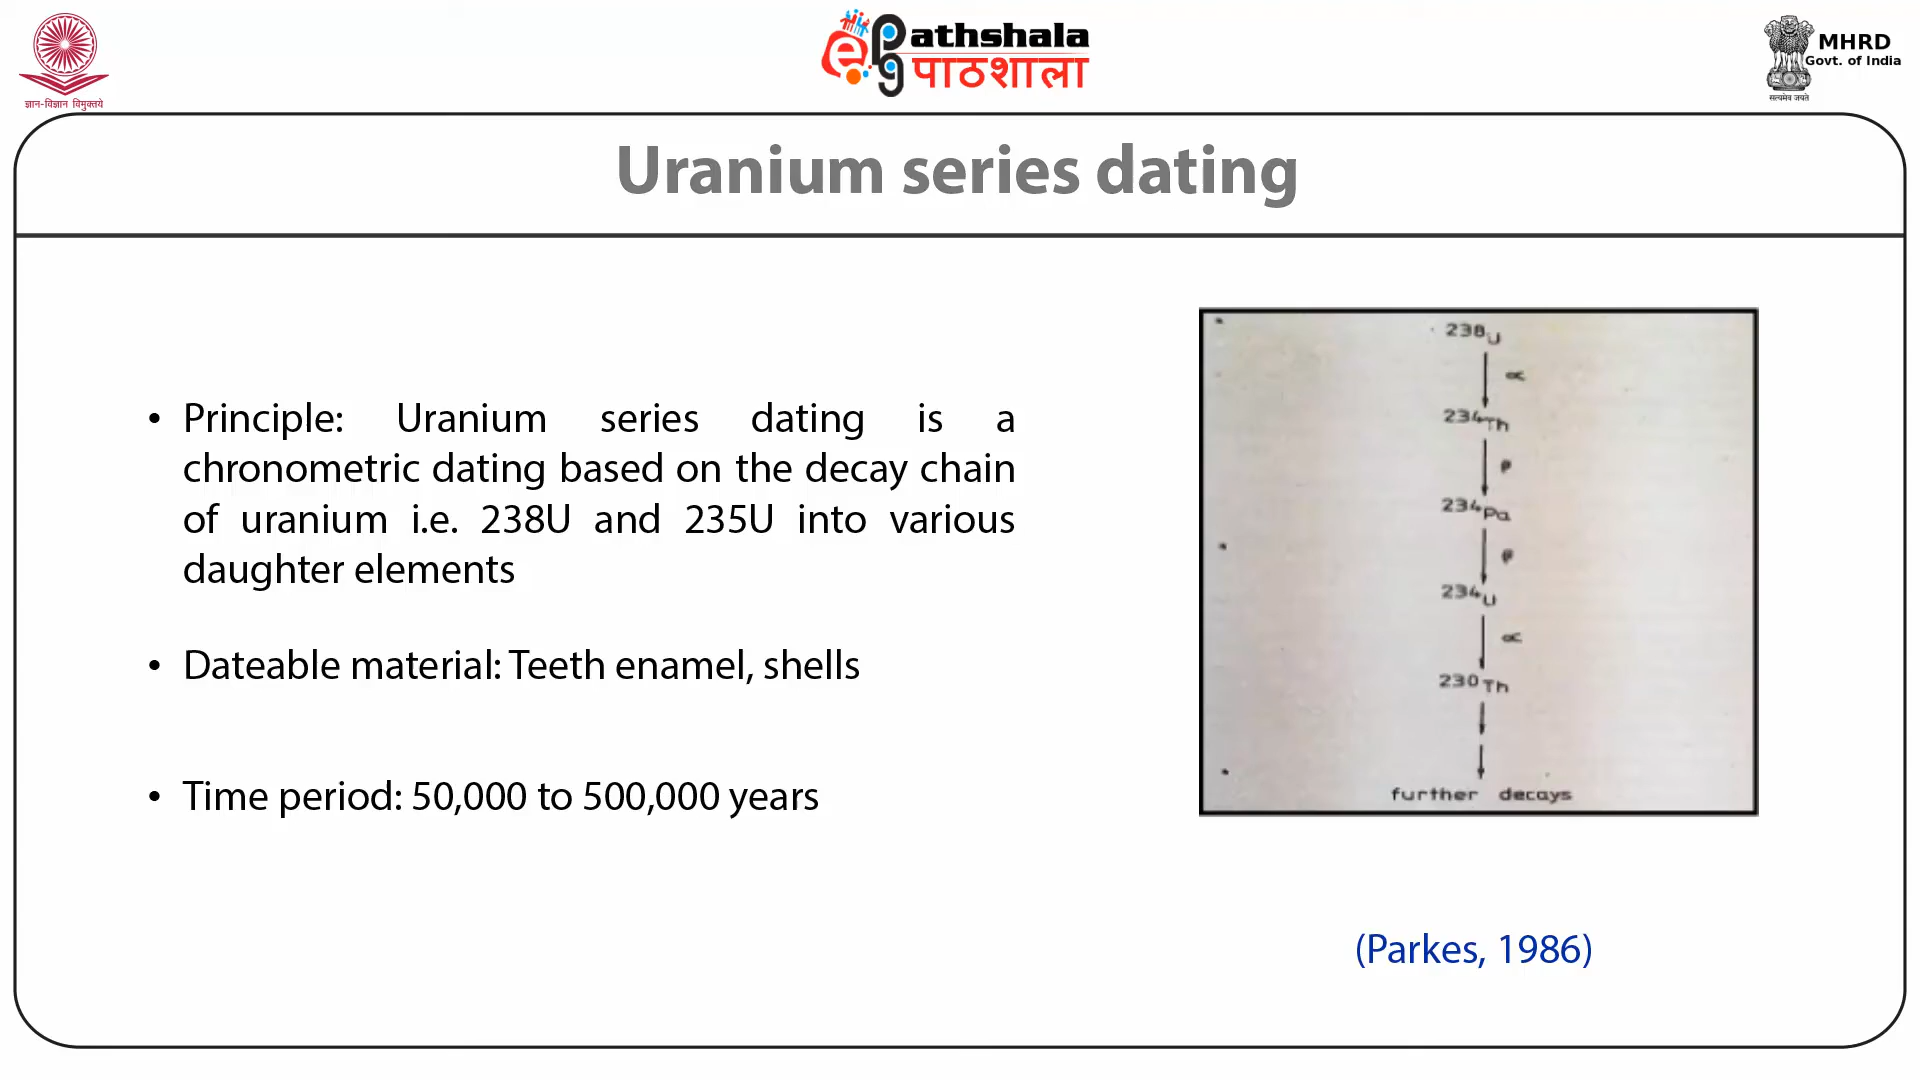 ज्ञान-विज्ञान विमुक्तये
ePathshala
पाठशाला
MHRD
Govt. of India
सत्यमेव जयते
Uranium series dating
• Principle: Uranium series dating is a
chronometric dating based on the decay chain
of uranium i.e. 238U and 235U into various
daughter elements
• Dateable material: Teeth enamel, shells
• Time period: 50,000 to 500,000 years
238U
α
234Th
β
234Pa
β
234U
α
230Th
further decays
(Parkes, 1986)